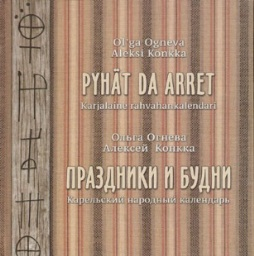 Ol'ga Ogneva
Aleksi Konkka
PYHÄT DA ARRET
Karjalaine rahvahankalendari
Ольга Огнева
Алексей Конкка
ПРАЗДНИКИ И БУДНИ
Карельский народный календарь